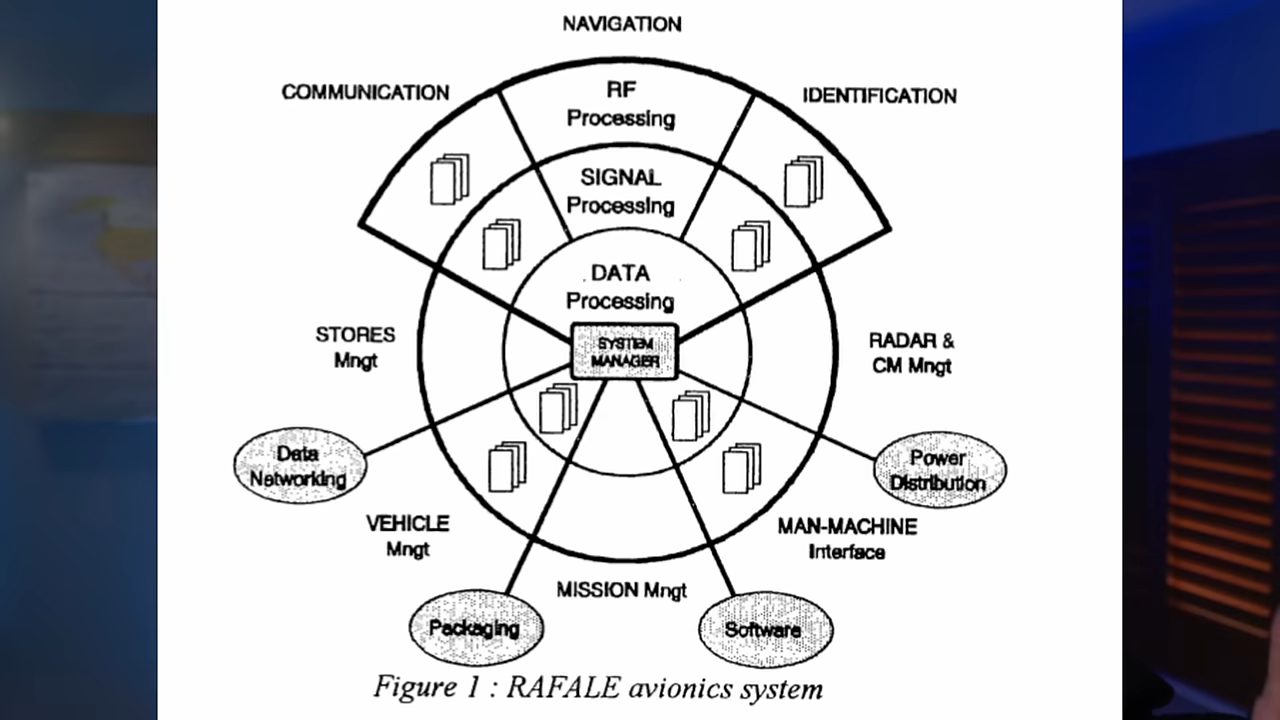 NAVIGATION
COMMUNICATION
RF
Processing
IDENTIFICATION
SIGNAL
Processing
DATA
Processing
STORES
Mngt
SYSTEM
MANAGER
RADAR &
CM Mngt
Data
Networking
Power
Distribution
VEHICLE
Mngt
MAN-MACHINE
Interface
MISSION Mngt
Packaging
Software
Figure 1 : RAFALE avionics system